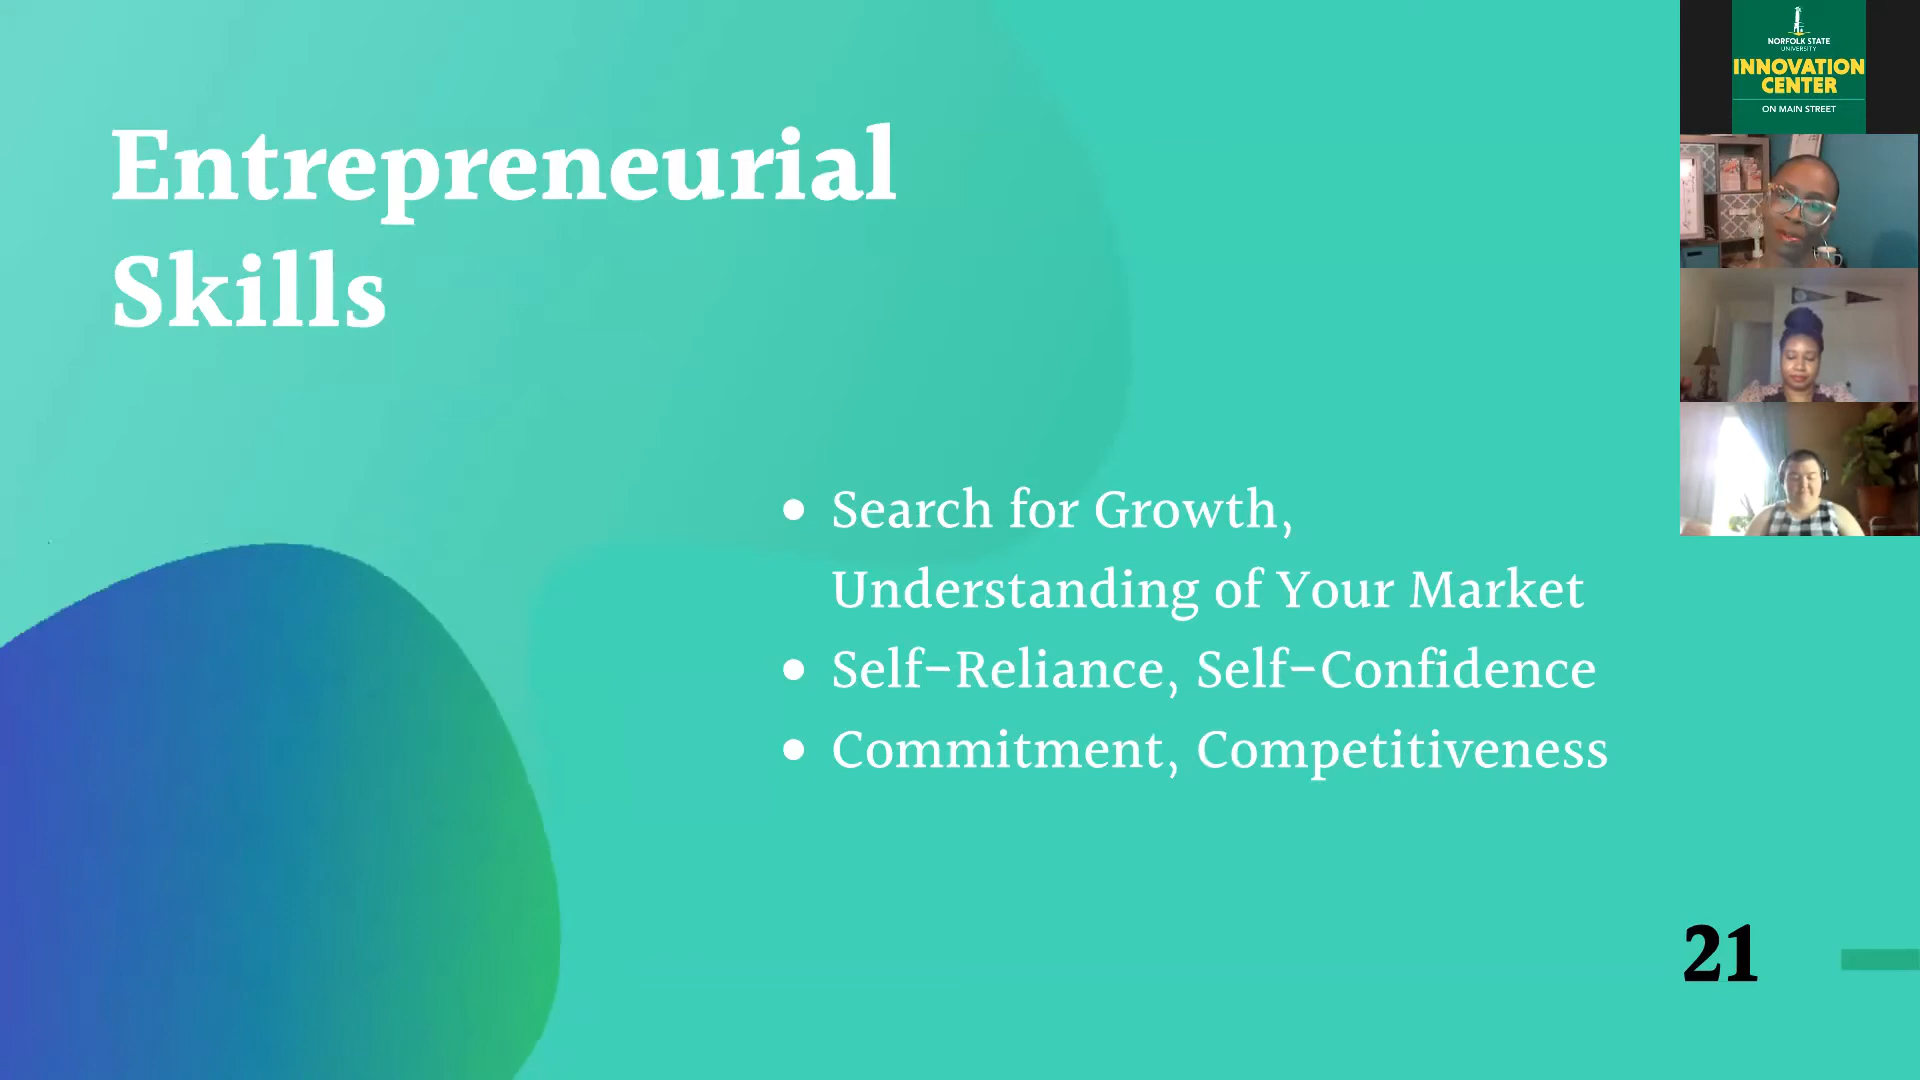 Entrepreneurial
Skills
• Search for Growth,
Understanding of Your Market
• Self-Reliance, Self-Confidence
• Commitment, Competitiveness
21
NORFOLK STATE
UNIVERSITY
INNOVATION
CENTER
ON MAIN STREET